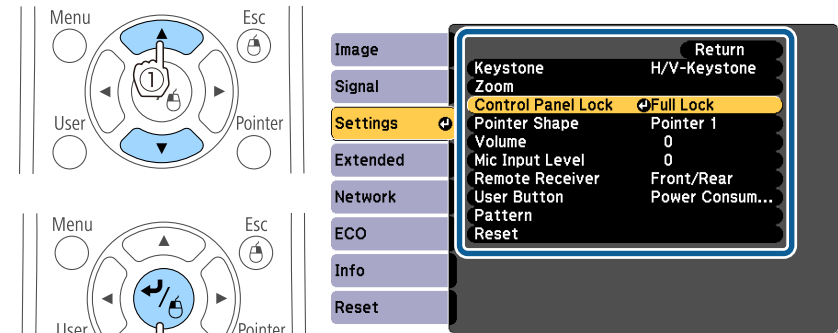 Menu
Esc
1
User
Pointer
Menu
Esc
User
Pointer
Image
Signal
Settings
Extended
Network
ECO
Info
Reset
Return
Keystone H/V-Keystone
Zoom
Control Panel Lock Full Lock
Pointer Shape Pointer 1
Volume 0
Mic Input Level 0
Remote Receiver Front/Rear
User Button Power Consum...
Pattern
Reset